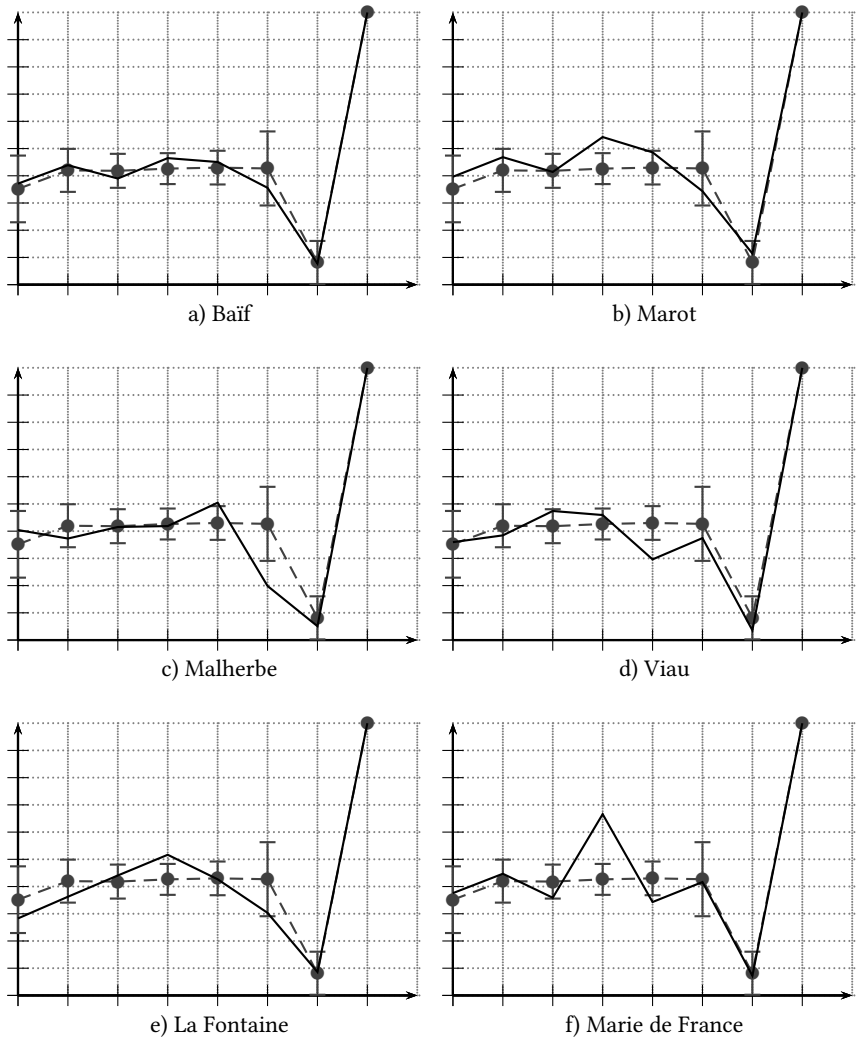 a) Baïf
b) Marot
c) Malherbe
d) Viau
e) La Fontaine
f) Marie de France